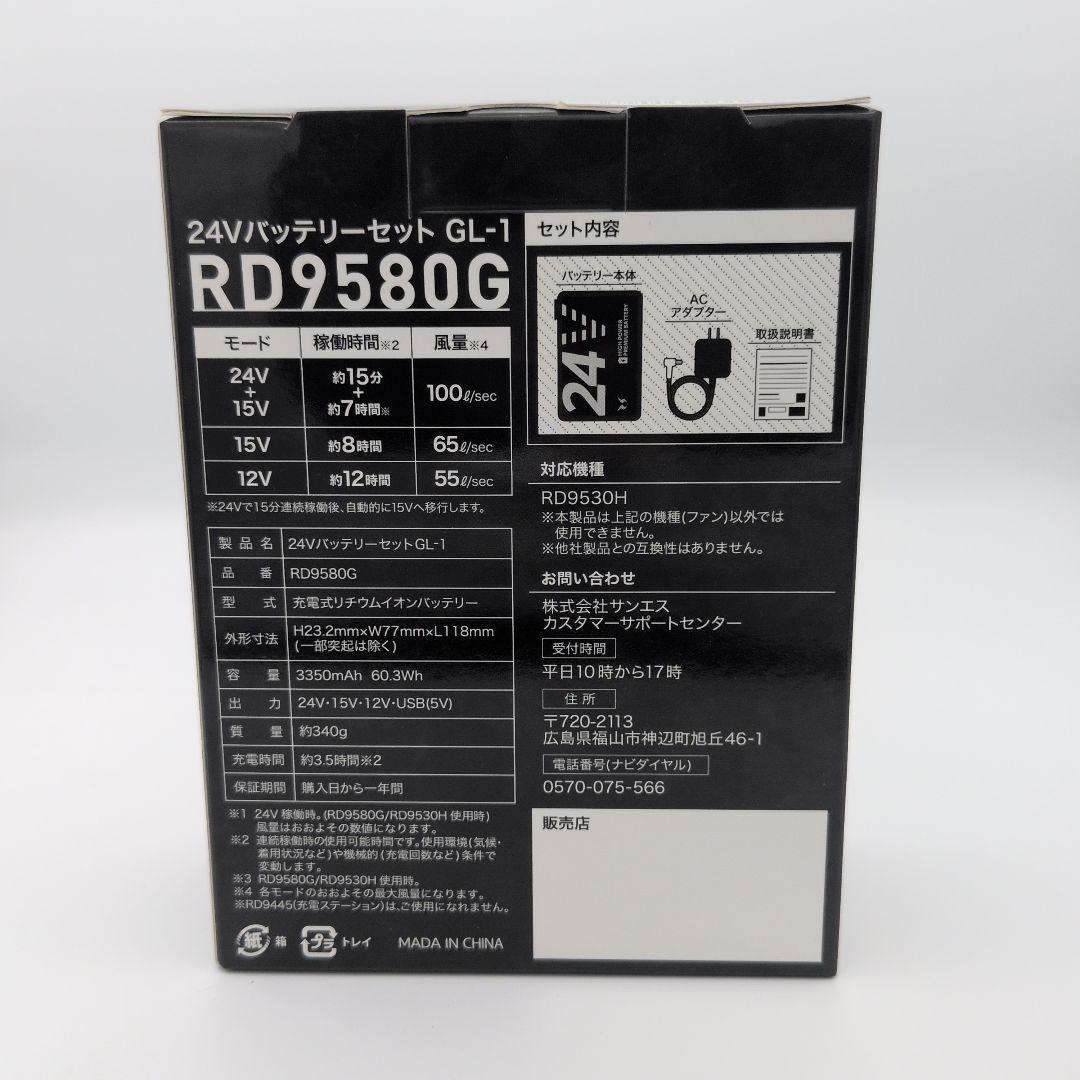 24Vバッテリーセット GL-1
RD9580G
モード 稼働時間※2 風量※4
24V+15V 約15分+約7時間※ 100ℓ/sec
15V 約8時間 65ℓ/sec
12V 約12時間 55ℓ/sec
※24Vで15分連続稼働後、自動的に15Vへ移行します。
製品名 24VバッテリーセットGL-1
品番 RD9580G
型式 充電式リチウムイオンバッテリー
外形寸法 H23.2mm×W77mm×L118mm
(一部突起は除く)
容量 3350mAh 60.3Wh
出力 24V・15V・12V・USB(5V)
質量 約340g
充電時間 約3.5時間※2
保証期間 購入日から一年間
※1 24V 稼働時。(RD9580G/RD9530H 使用時)
風量はおおよその数値になります。
※2 連続稼働時の使用可能時間です。使用環境(気候・
着用状況など)や機械的(充電回数など)条件で
変動します。
※3 RD9580G/RD9530H 使用時。
※4 各モードのおおよその最大風量になります。
※RD9445(充電ステーション)は、ご使用になれません。
紙 箱 プラ トレイ MADA IN CHINA
セット内容
バッテリー本体
24V
HIGH POWER
PREMIUM BATTERY
AC
アダプター
取扱説明書
対応機種
RD9530H
※本製品は上記の機種(ファン)以外では
使用できません。
※他社製品との互換性はありません。
お問い合わせ
株式会社サンエス
カスタマーサポートセンター
受付時間
平日10時から17時
住所
〒720-2113
広島県福山市神辺町旭丘46-1
電話番号(ナビダイヤル)
0570-075-566
販売店